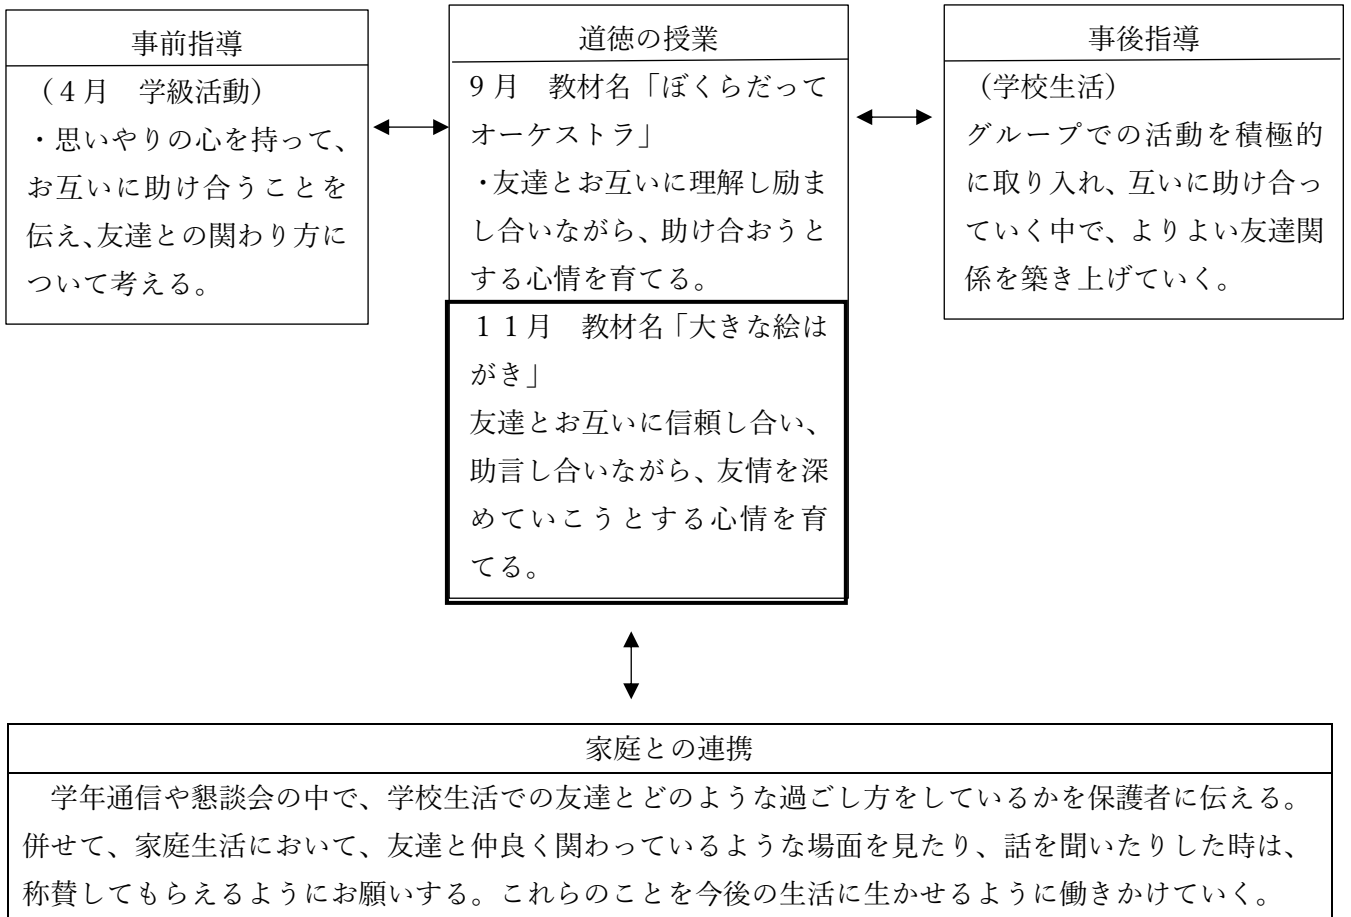 事前指導
(4月　学級活動)
・思いやりの心を持って、
お互いに助け合うことを
伝え、友達との関わり方に
ついて考える。
道徳の授業
9月　教材名「ぼくらだって
オーケストラ」
・友達とお互いに理解し励ま
し合いながら、助け合おうと
する心情を育てる。
11月　教材名「大きな絵は
がき」
友達とお互いに信頼し合い、
助言し合いながら、友情を深
めていこうとする心情を育
てる。
事後指導
(学校生活)
グループでの活動を積極的
に取り入れ、互いに助け合っ
ていく中で、よりよい友達関
係を築き上げていく。
家庭との連携
学年通信や懇談会の中で、学校生活での友達とどのような過ごし方をしているかを保護者に伝える。
併せて、家庭生活において、友達と仲良く関わっているような場面を見たり、話を聞いたりした時は、
称賛してもらえるようにお願いする。これらのことを今後の生活に生かせるように働きかけていく。